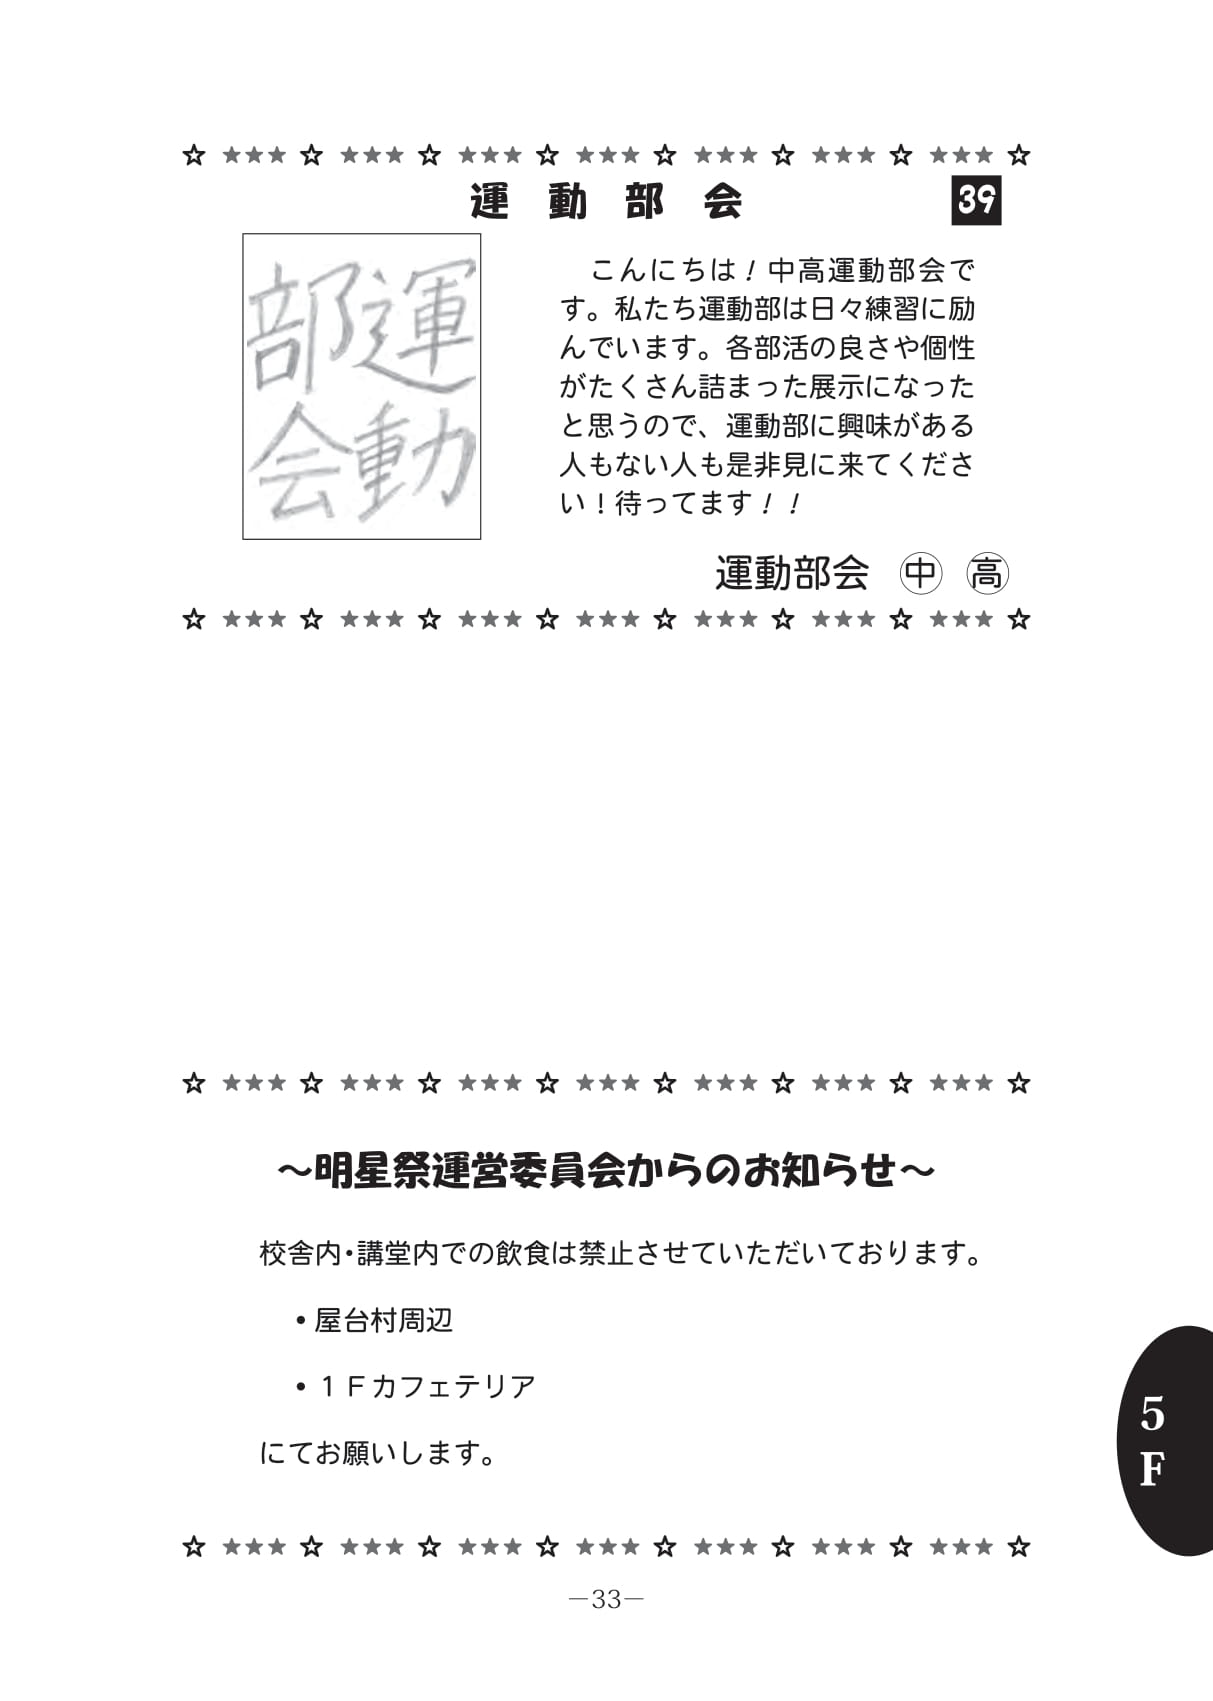 ☆ ★★★ ☆ ★★★ ☆ ★★★ ☆ ★★★ ☆ ★★★ ☆ ★★★ ☆ ★★★ ☆
運動部会
39
運動
部会
こんにちは！中高運動部会で
す。私たち運動部は日々練習に励
んでいます。各部活の良さや個性
がたくさん詰まった展示になった
と思うので、運動部に興味がある
人もない人も是非見に来てくださ
い！待ってます！！
運動部会 ㊥ 高
☆ ★★★ ☆ ★★★ ☆ ★★★ ☆ ★★★ ☆ ★★★ ☆ ★★★ ☆ ★★★ ☆
☆ ★★★ ☆ ★★★ ☆ ★★★ ☆ ★★★ ☆ ★★★ ☆ ★★★ ☆ ★★★ ☆
～明星祭運営委員会からのお知らせ～
校舎内・講堂内での飲食は禁止させていただいております。
・屋台村周辺
・１Ｆカフェテリア
にてお願いします。
5
F
☆ ★★★ ☆ ★★★ ☆ ★★★ ☆ ★★★ ☆ ★★★ ☆ ★★★ ☆ ★★★ ☆
―33―